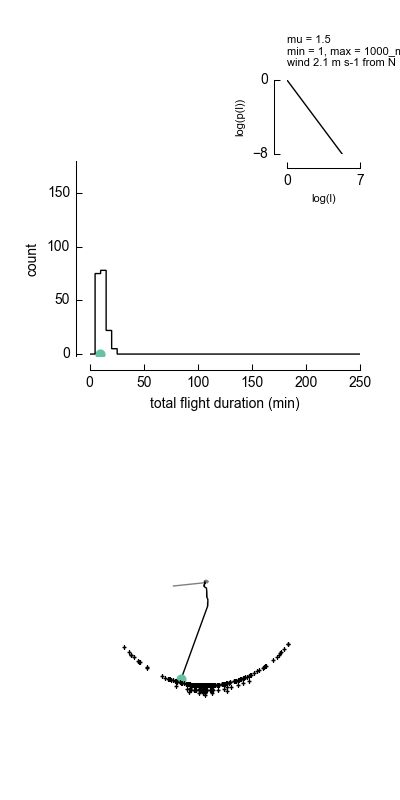 mu = 1.5
min = 1, max = 1000_m
wind 2.1 m s-1 from N
0
log(p(l))
−8
0 7
log(l)
150
100
count
50
0
0 50 100 150 200 250
total flight duration (min)